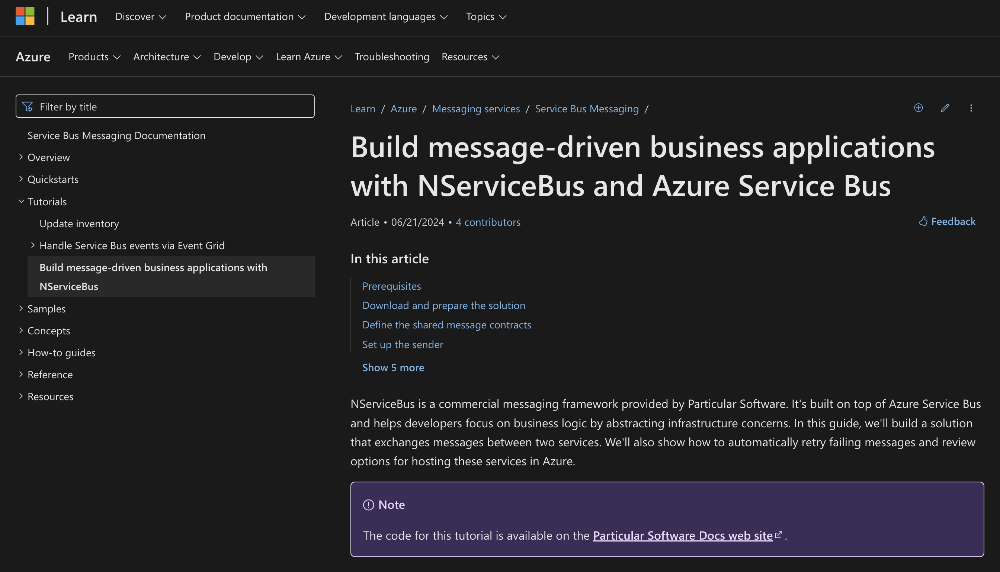 Learn Discover Product documentation Development languages Topics
Azure Products Architecture Develop Learn Azure Troubleshooting Resources
Filter by title
Service Bus Messaging Documentation
Overview
Quickstarts
Tutorials
Update inventory
Handle Service Bus events via Event Grid
Build message-driven business applications with
NServiceBus
Samples
Concepts
How-to guides
Reference
Resources
Learn / Azure / Messaging services / Service Bus Messaging /
Build message-driven business applications
with NServiceBus and Azure Service Bus
Article • 06/21/2024 • 4 contributors
Feedback
In this article
Prerequisites
Download and prepare the solution
Define the shared message contracts
Set up the sender
Show 5 more
NServiceBus is a commercial messaging framework provided by Particular Software. It's built on top of Azure Service Bus
and helps developers focus on business logic by abstracting infrastructure concerns. In this guide, we'll build a solution
that exchanges messages between two services. We'll also show how to automatically retry failing messages and review
options for hosting these services in Azure.
Note
The code for this tutorial is available on the Particular Software Docs web site.